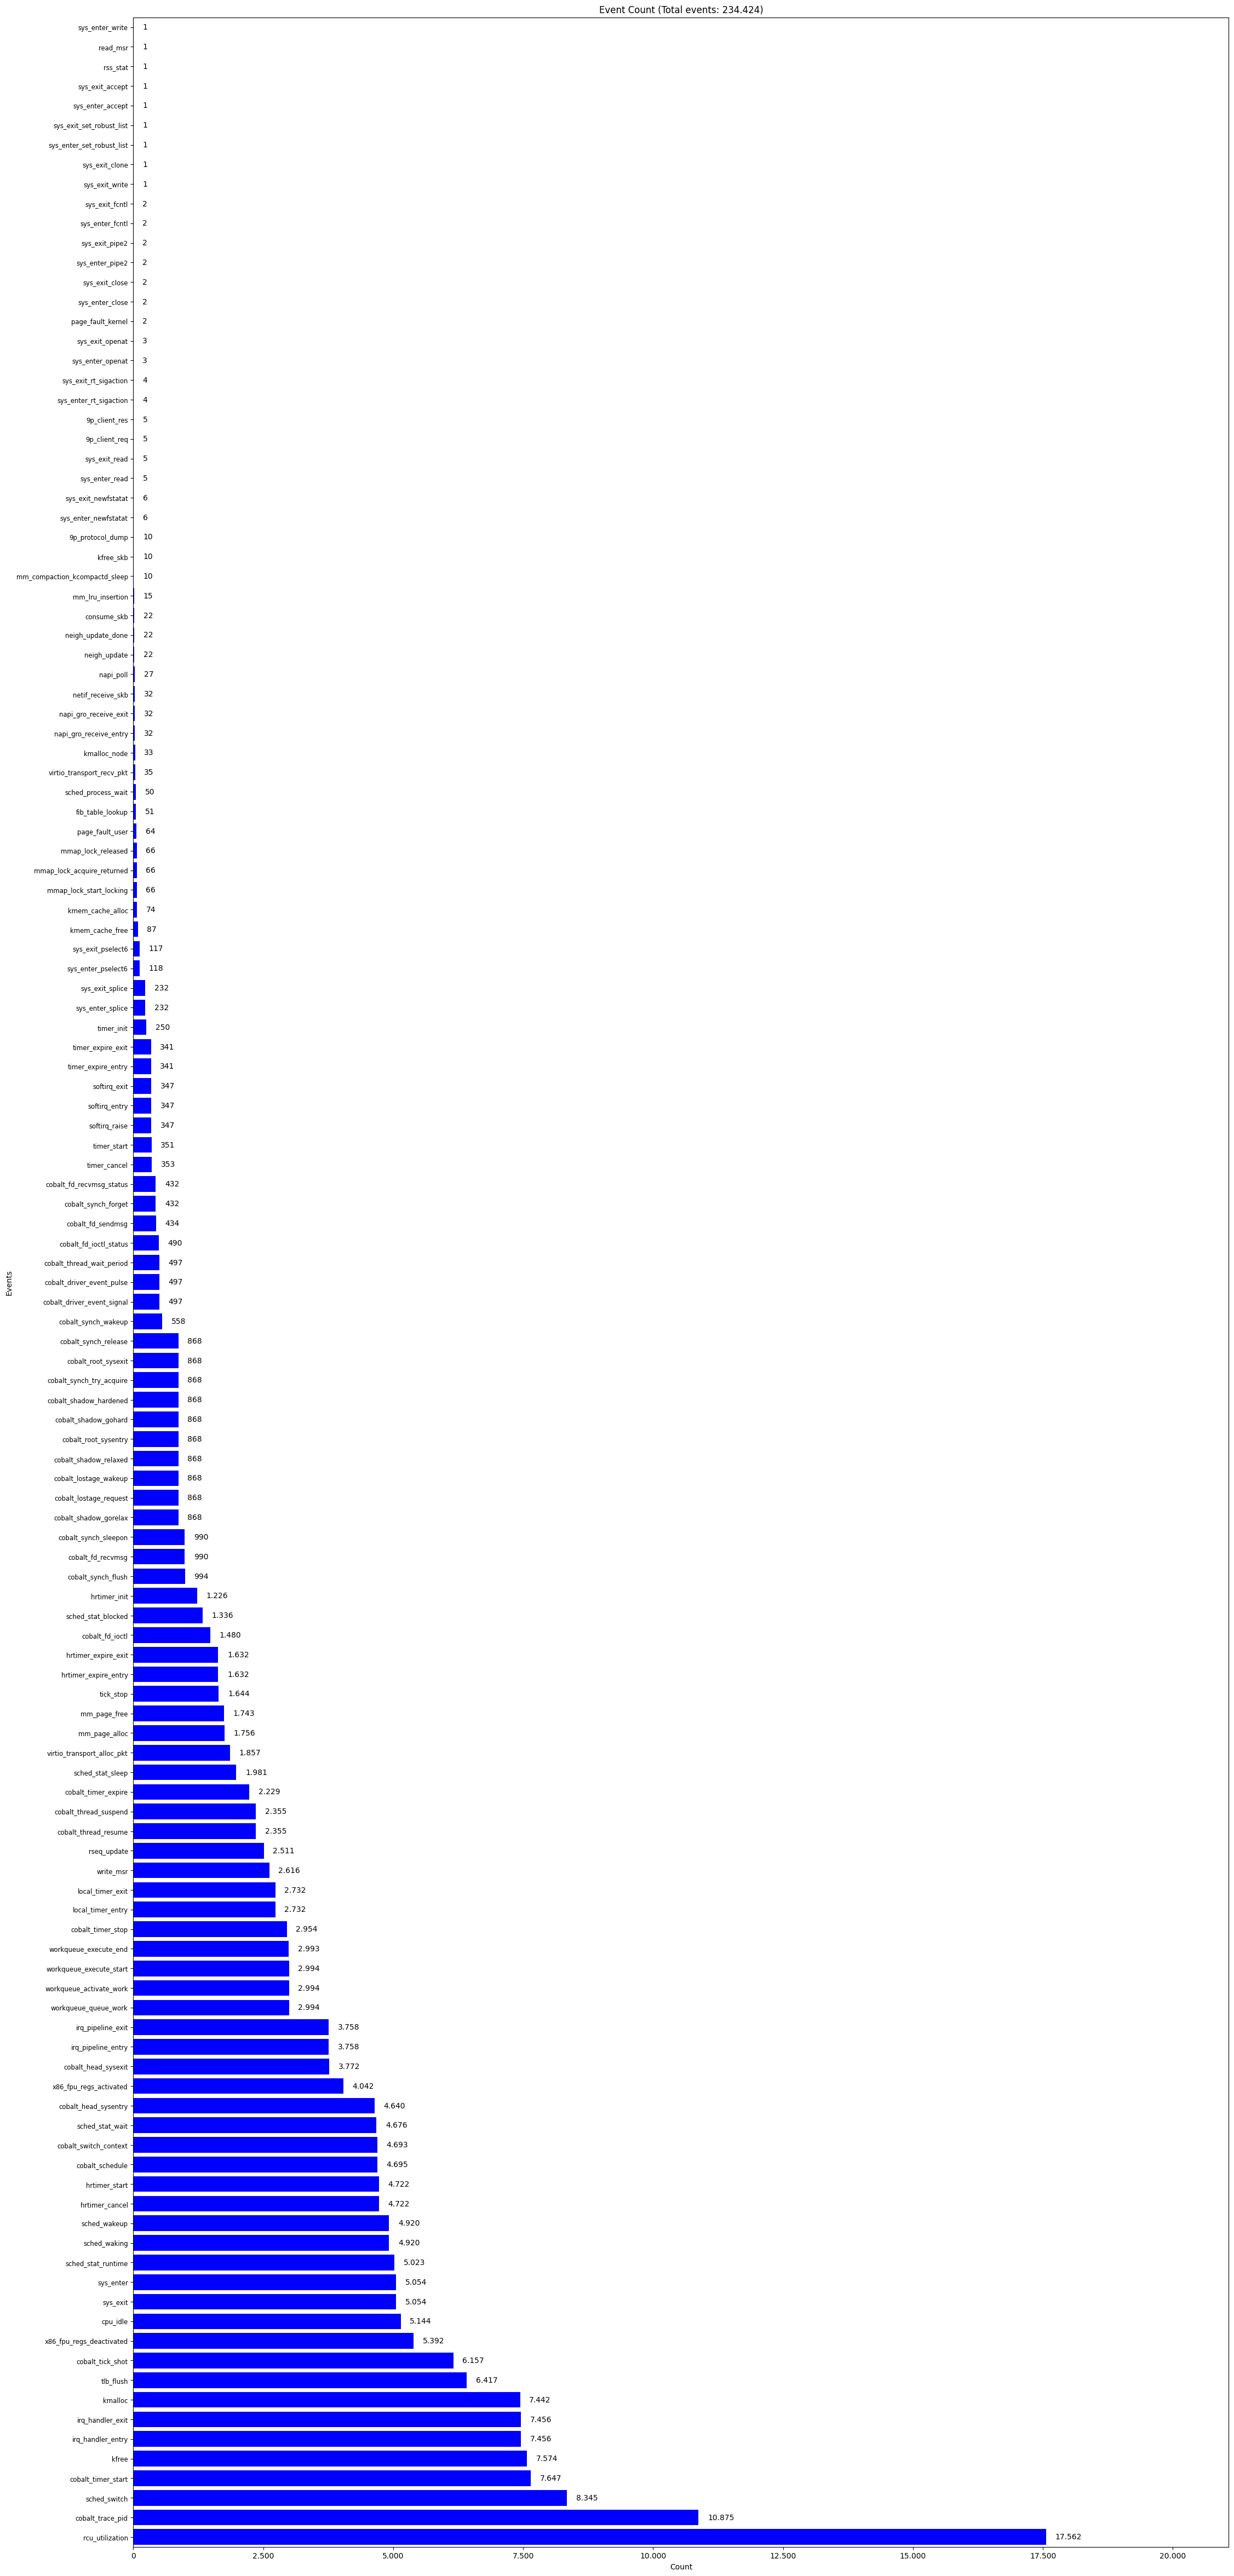 Event Count (Total events: 234.424)
sys_enter_write 1
read_msr 1
rss_stat 1
sys_exit_accept 1
sys_enter_accept 1
sys_exit_set_robust_list 1
sys_enter_set_robust_list 1
sys_exit_clone 1
sys_exit_write 1
sys_exit_fcntl 2
sys_enter_fcntl 2
sys_exit_pipe2 2
sys_enter_pipe2 2
sys_exit_close 2
sys_enter_close 2
page_fault_kernel 2
sys_exit_openat 3
sys_enter_openat 3
sys_exit_rt_sigaction 4
sys_enter_rt_sigaction 4
9p_client_res 5
9p_client_req 5
sys_exit_read 5
sys_enter_read 5
sys_exit_newfstatat 6
sys_enter_newfstatat 6
9p_protocol_dump 10
kfree_skb 10
mm_compaction_kcompactd_sleep 10
mm_lru_insertion 15
consume_skb 22
neigh_update_done 22
neigh_update 22
napi_poll 27
netif_receive_skb 32
napi_gro_receive_exit 32
napi_gro_receive_entry 32
kmalloc_node 33
virtio_transport_recv_pkt 35
sched_process_wait 50
fib_table_lookup 51
page_fault_user 64
mmap_lock_released 66
mmap_lock_acquire_returned 66
mmap_lock_start_locking 66
kmem_cache_alloc 74
kmem_cache_free 87
sys_exit_pselect6 117
sys_enter_pselect6 118
sys_exit_splice 232
sys_enter_splice 232
timer_init 250
timer_expire_exit 341
timer_expire_entry 341
softirq_exit 347
softirq_entry 347
softirq_raise 347
timer_start 351
timer_cancel 353
cobalt_fd_recvmsg_status 432
cobalt_synch_forget 432
cobalt_fd_sendmsg 434
cobalt_fd_ioctl_status 490
cobalt_thread_wait_period 497
cobalt_driver_event_pulse 497
cobalt_driver_event_signal 497
cobalt_synch_wakeup 558
cobalt_synch_release 868
cobalt_root_sysexit 868
cobalt_synch_try_acquire 868
cobalt_shadow_hardened 868
cobalt_shadow_gohard 868
cobalt_root_sysentry 868
cobalt_shadow_relaxed 868
cobalt_lostage_wakeup 868
cobalt_lostage_request 868
cobalt_shadow_gorelax 868
cobalt_synch_sleepon 990
cobalt_fd_recvmsg 990
cobalt_synch_flush 994
hrtimer_init 1.226
sched_stat_blocked 1.336
cobalt_fd_ioctl 1.480
hrtimer_expire_exit 1.632
hrtimer_expire_entry 1.632
tick_stop 1.644
mm_page_free 1.743
mm_page_alloc 1.756
virtio_transport_alloc_pkt 1.857
sched_stat_sleep 1.981
cobalt_timer_expire 2.229
cobalt_thread_suspend 2.355
cobalt_thread_resume 2.355
rseq_update 2.511
write_msr 2.616
local_timer_exit 2.732
local_timer_entry 2.732
cobalt_timer_stop 2.954
workqueue_execute_end 2.993
workqueue_execute_start 2.994
workqueue_activate_work 2.994
workqueue_queue_work 2.994
irq_pipeline_exit 3.758
irq_pipeline_entry 3.758
cobalt_head_sysexit 3.772
x86_fpu_regs_activated 4.042
cobalt_head_sysentry 4.640
sched_stat_wait 4.676
cobalt_switch_context 4.693
cobalt_schedule 4.695
hrtimer_start 4.722
hrtimer_cancel 4.722
sched_wakeup 4.920
sched_waking 4.920
sched_stat_runtime 5.023
sys_enter 5.054
sys_exit 5.054
cpu_idle 5.144
x86_fpu_regs_deactivated 5.392
cobalt_tick_shot 6.157
tlb_flush 6.417
kmalloc 7.442
irq_handler_exit 7.456
irq_handler_entry 7.456
kfree 7.574
cobalt_timer_start 7.647
sched_switch 8.345
cobalt_trace_pid 10.875
rcu_utilization 17.562
Events
0 2.500 5.000 7.500 10.000 12.500 15.000 17.500 20.000
Count